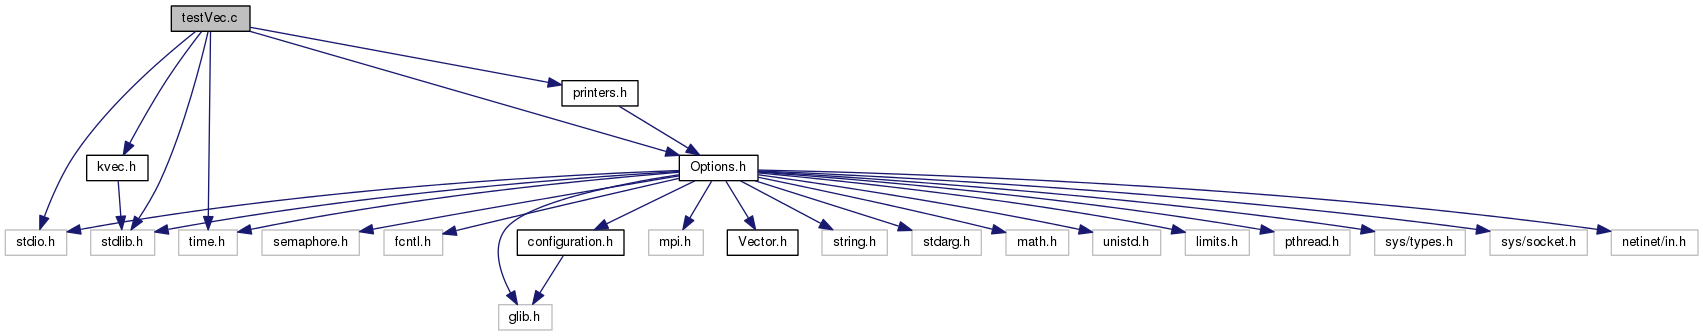 testVec.c
printers.h
kvec.h
Options.h
stdio.h
stdlib.h
time.h
semaphore.h
fcntl.h
configuration.h
mpi.h
Vector.h
string.h
stdarg.h
math.h
unistd.h
limits.h
pthread.h
sys/types.h
sys/socket.h
netinet/in.h
glib.h